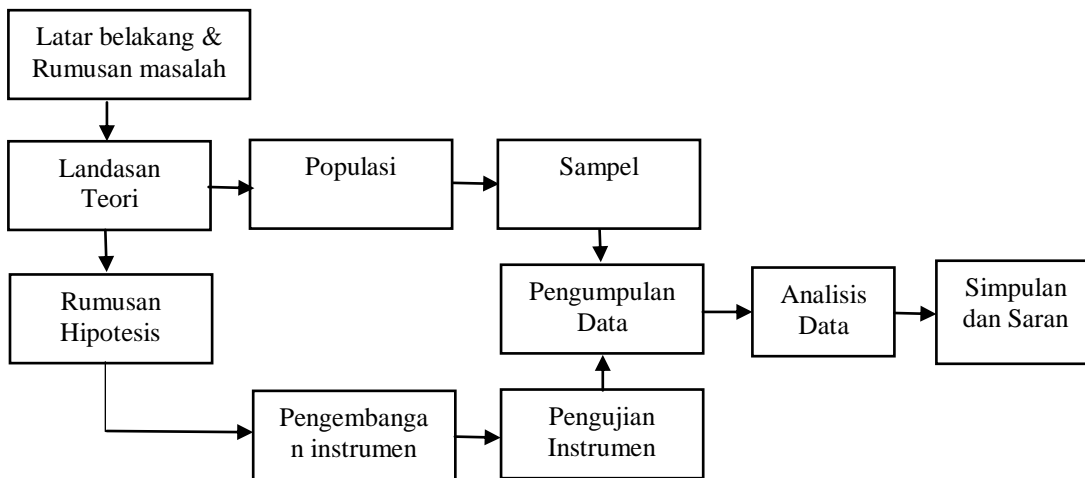 Latar belakang &
Rumusan masalah
Landasan
Teori
Populasi
Sampel
Rumusan
Hipotesis
Pengumpulan
Data
Analisis
Data
Simpulan
dan Saran
Pengembanga
n instrumen
Pengujian
Instrumen